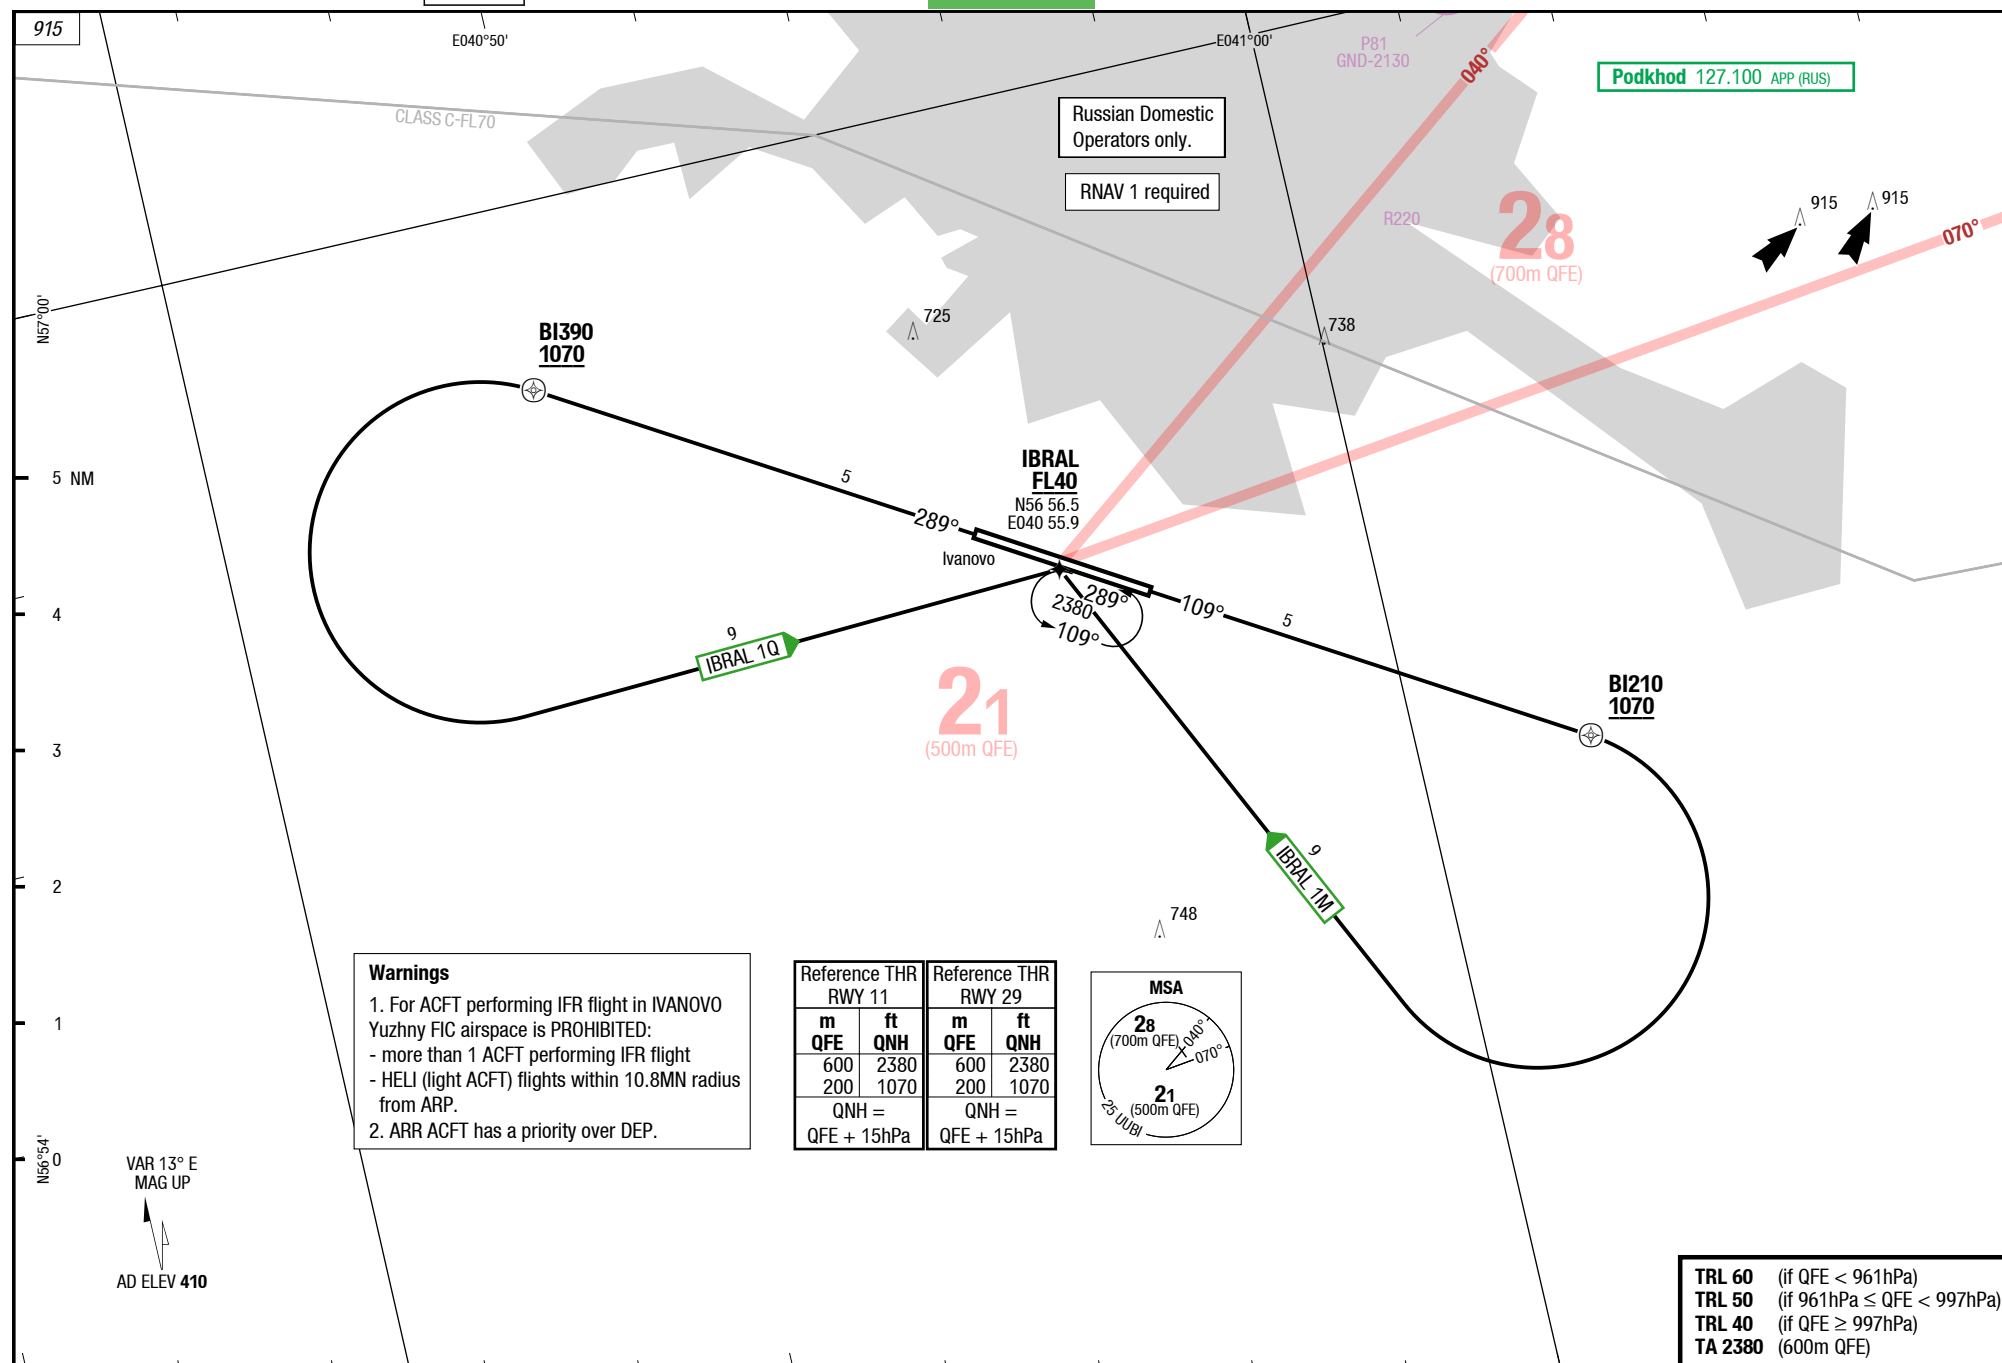 915
E040°50'
E041°00'
P81
GND-2130
040°
Podkhod 127.100 APP (RUS)
CLASS C-FL70
Russian Domestic
Operators only.
RNAV 1 required
R220
28
(700m QFE)
915
915
070°
N57°00'
725
738
BI390
1070
5 NM
5
IBRAL
FL40
N56 56.5
E040 55.9
289°
Ivanovo
289°
2380
109°
109°
5
4
9
IBRAL 1Q
21
(500m QFE)
BI210
1070
3
9
IBRAL 1M
2
748
Warnings
1. For ACFT performing IFR flight in IVANOVO
Yuzhny FIC airspace is PROHIBITED:
- more than 1 ACFT performing IFR flight
- HELI (light ACFT) flights within 10.8MN radius
from ARP.
2. ARR ACFT has a priority over DEP.
Reference THR
RWY 11
m ft
QFE QNH
600 2380
200 1070
QNH =
QFE + 15hPa
Reference THR
RWY 29
m ft
QFE QNH
600 2380
200 1070
QNH =
QFE + 15hPa
MSA
28
(700m QFE)
040°
070°
21
(500m QFE)
25 UUBI
1
0
N56°54'
VAR 13° E
MAG UP
AD ELEV 410
TRL 60 (if QFE < 961hPa)
TRL 50 (if 961hPa ≤ QFE < 997hPa)
TRL 40 (if QFE ≥ 997hPa)
TA 2380 (600m QFE)